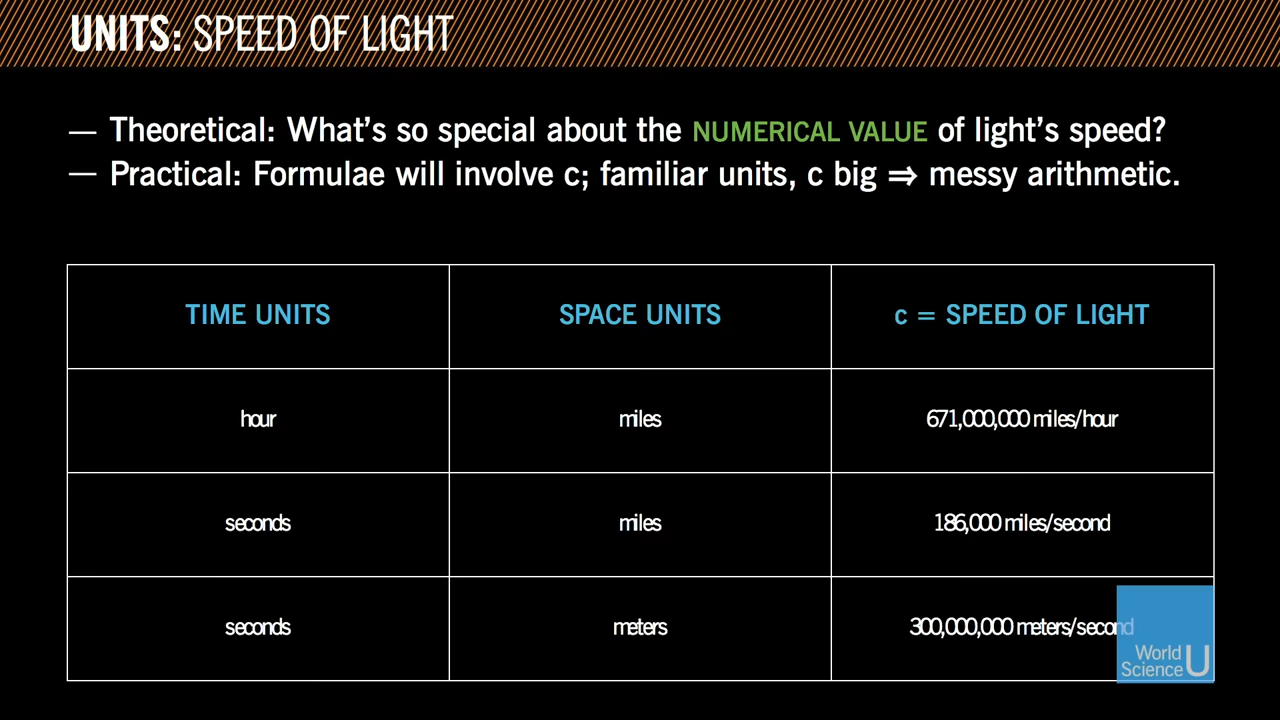 UNITS: SPEED OF LIGHT
— Theoretical: What's so special about the NUMERICAL VALUE of light's speed?
— Practical: Formulae will involve c; familiar units, c big ⇒ messy arithmetic.
TIME UNITS SPACE UNITS c = SPEED OF LIGHT
hour miles 671,000,000 miles/hour
seconds miles 186,000 miles/second
seconds meters 300,000,000 meters/second
World
Science U